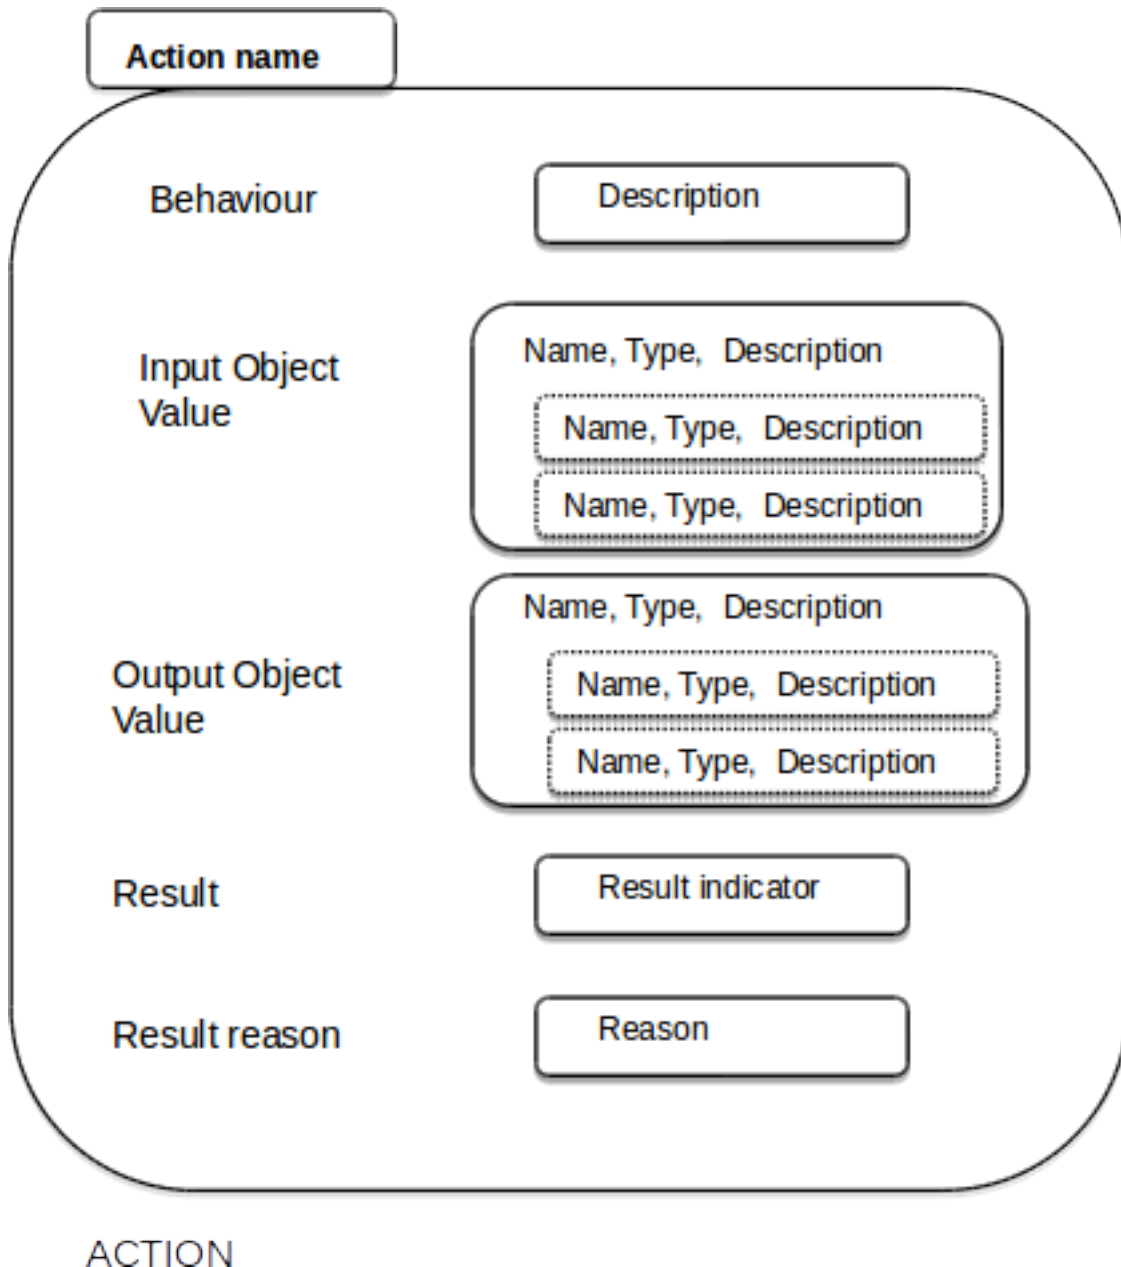 Action name
Behaviour
Description
Input Object
Value
Name, Type, Description
Name, Type, Description
Name, Type, Description
Output Object
Value
Name, Type, Description
Name, Type, Description
Name, Type, Description
Result
Result indicator
Result reason
Reason
ACTION